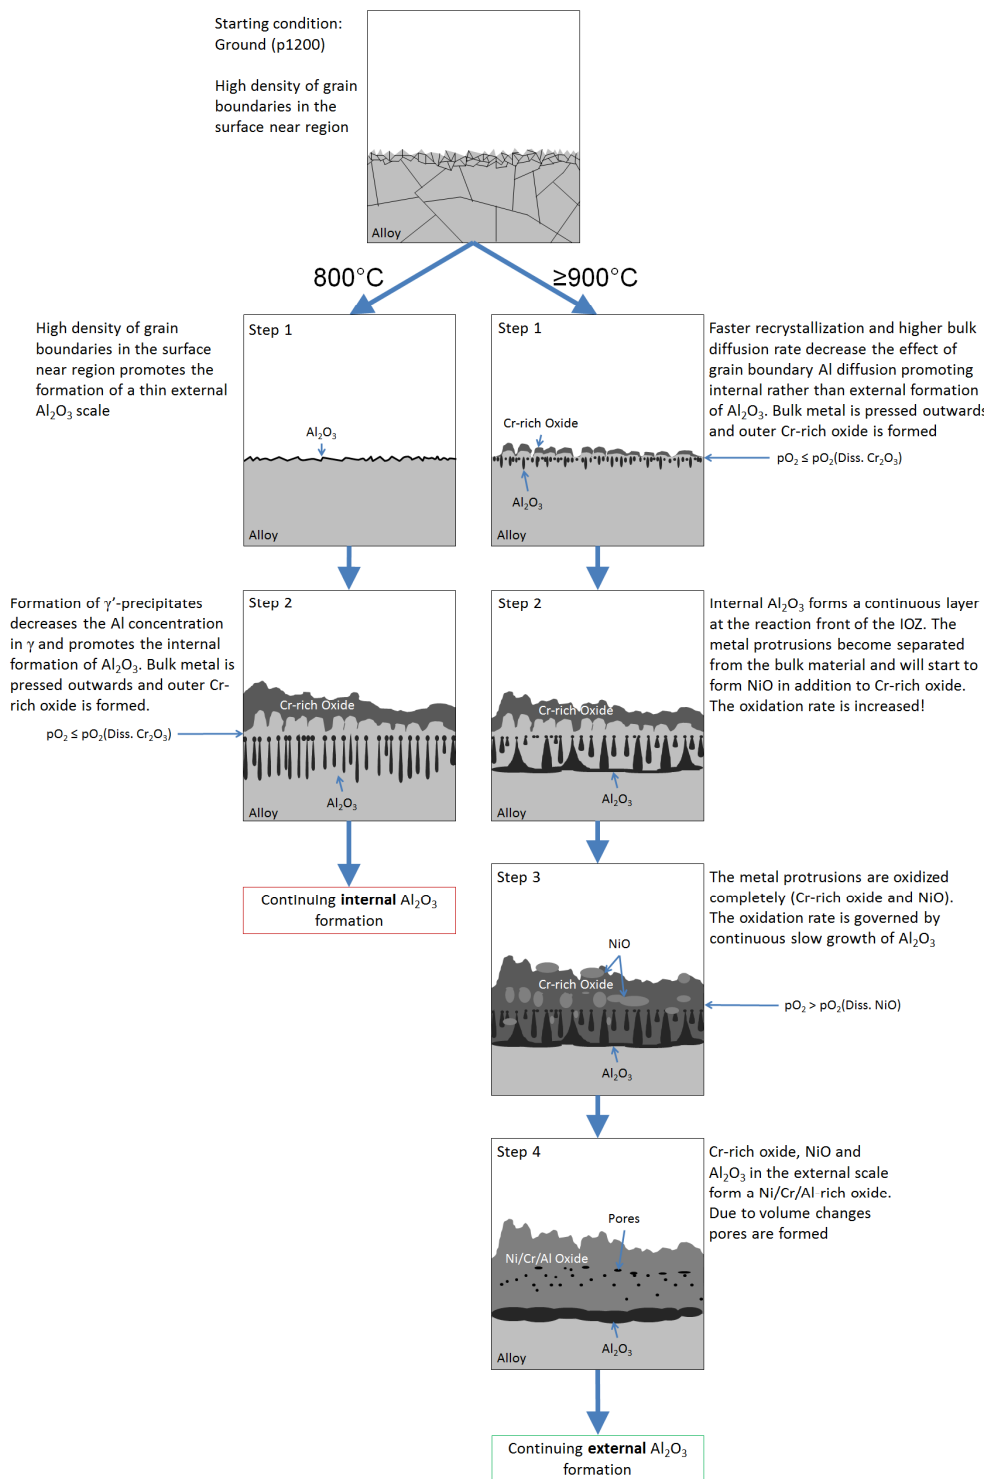 Starting condition:
Ground (p1200)
High density of grain
boundaries in the
surface near region
Alloy
800°C
≥900°C
High density of grain
boundaries in the surface
near region promotes the
formation of a thin external
Al₂O₃ scale
Step 1
Al₂O₃
Alloy
Step 1
Cr-rich Oxide
Al₂O₃
Alloy
Faster recrystallization and higher bulk
diffusion rate decrease the effect of
grain boundary Al diffusion promoting
internal rather than external formation
of Al₂O₃. Bulk metal is pressed outwards
and outer Cr-rich oxide is formed
pO₂ ≤ pO₂(Diss. Cr₂O₃)
Formation of γ’-precipitates
decreases the Al concentration
in γ and promotes the internal
formation of Al₂O₃. Bulk metal is
pressed outwards and outer Cr-
rich oxide is formed.
pO₂ ≤ pO₂(Diss. Cr₂O₃)
Step 2
Cr-rich Oxide
Al₂O₃
Alloy
Step 2
Cr-rich Oxide
Al₂O₃
Alloy
Internal Al₂O₃ forms a continuous layer
at the reaction front of the IOZ. The
metal protrusions become separated
from the bulk material and will start to
form NiO in addition to Cr-rich oxide.
The oxidation rate is increased!
Continuing internal Al₂O₃
formation
Step 3
NiO
Cr-rich Oxide
Al₂O₃
The metal protrusions are oxidized
completely (Cr-rich oxide and NiO).
The oxidation rate is governed by
continuous slow growth of Al₂O₃
pO₂ > pO₂(Diss. NiO)
Step 4
Pores
Ni/Cr/Al Oxide
Al₂O₃
Alloy
Cr-rich oxide, NiO and
Al₂O₃ in the external scale
form a Ni/Cr/Al-rich oxide.
Due to volume changes
pores are formed
Continuing external Al₂O₃
formation